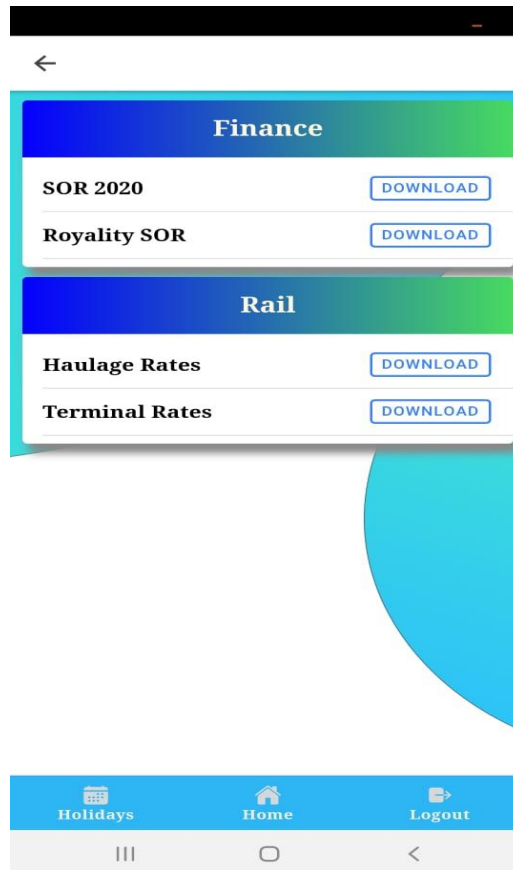 Finance
SOR 2020 DOWNLOAD
Royality SOR DOWNLOAD
Rail
Haulage Rates DOWNLOAD
Terminal Rates DOWNLOAD
Holidays Home Logout